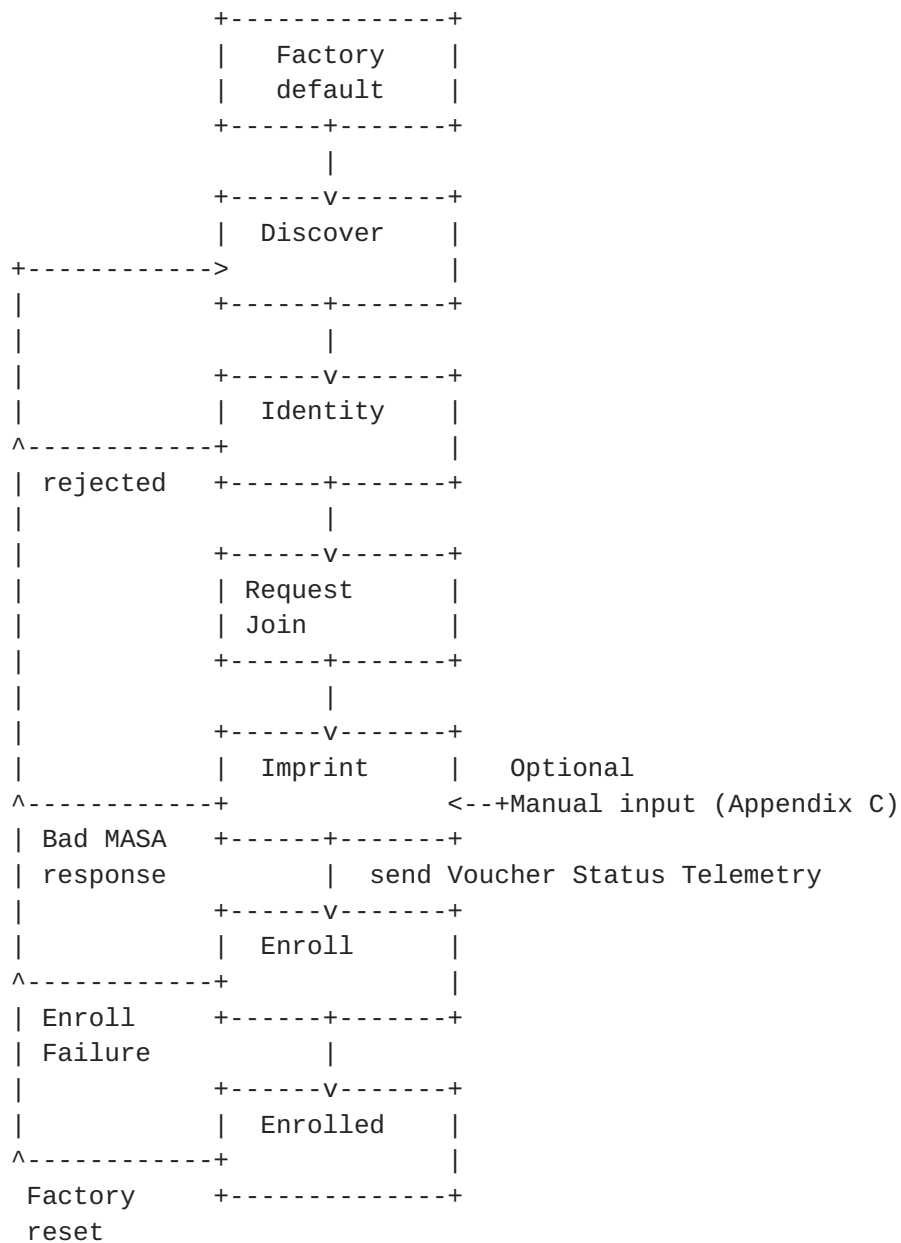 Factory
default
Discover
Identity
rejected
Request
Join
Imprint Optional
Manual input (Appendix C)
Bad MASA
response send Voucher Status Telemetry
Enroll
Enroll
Failure
Enrolled
Factory
reset